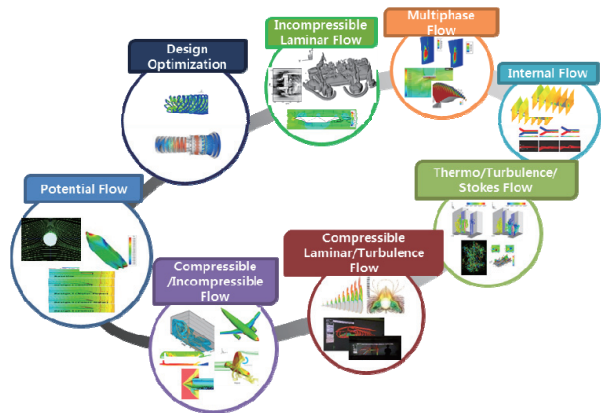 Design
Optimization
Incompressible
Laminar Flow
Multiphase
Flow
Internal Flow
Potential Flow
Thermo/Turbulence/
Stokes Flow
Compressible
/Incompressible
Flow
Compressible
Laminar/Turbulence
Flow